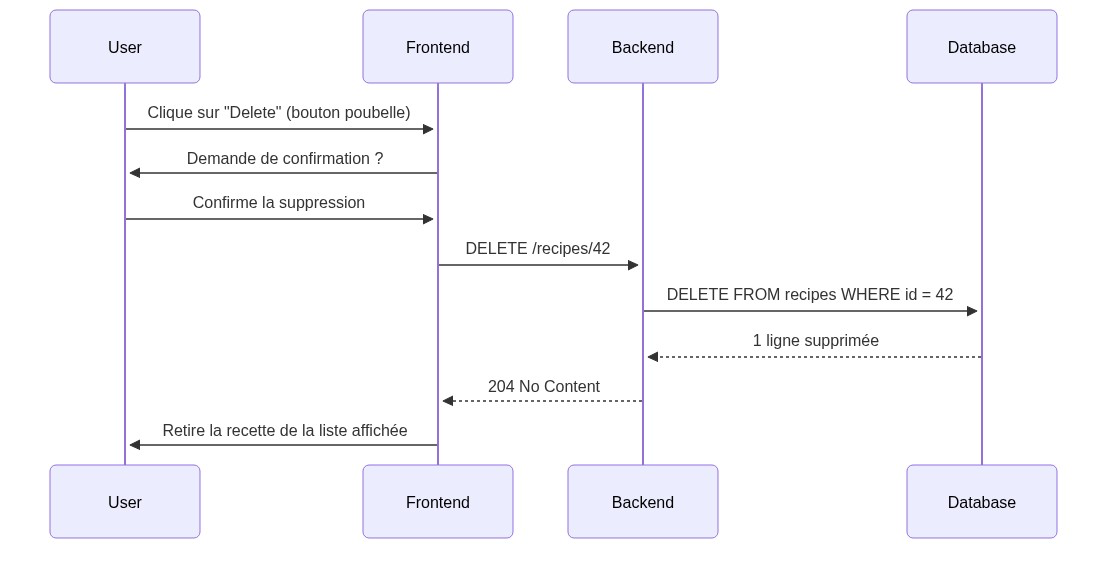 User
Frontend
Backend
Database
Clique sur "Delete" (bouton poubelle)
Demande de confirmation ?
Confirme la suppression
DELETE /recipes/42
DELETE FROM recipes WHERE id = 42
1 ligne supprimée
204 No Content
Retire la recette de la liste affichée
User
Frontend
Backend
Database